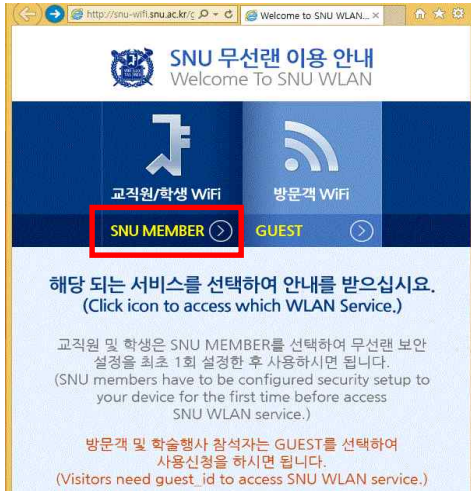 http://snu-wifi.snu.ac.kr/g
Welcome to SNU WLAN...
SNU 무선랜 이용 안내
Welcome To SNU WLAN
교직원/학생 WiFi
방문객 WiFi
SNU MEMBER
GUEST
해당 되는 서비스를 선택하여 안내를 받으십시요.
(Click icon to access which WLAN Service.)
교직원 및 학생은 SNU MEMBER를 선택하여 무선랜 보안
설정을 최초 1회 설정한 후 사용하시면 됩니다.
(SNU members have to be configured security setup to
your device for the first time before access
SNU WLAN service.)
방문객 및 학술행사 참석자는 GUEST를 선택하여
사용신청을 하시면 됩니다.
(Visitors need guest_id to access SNU WLAN service.)